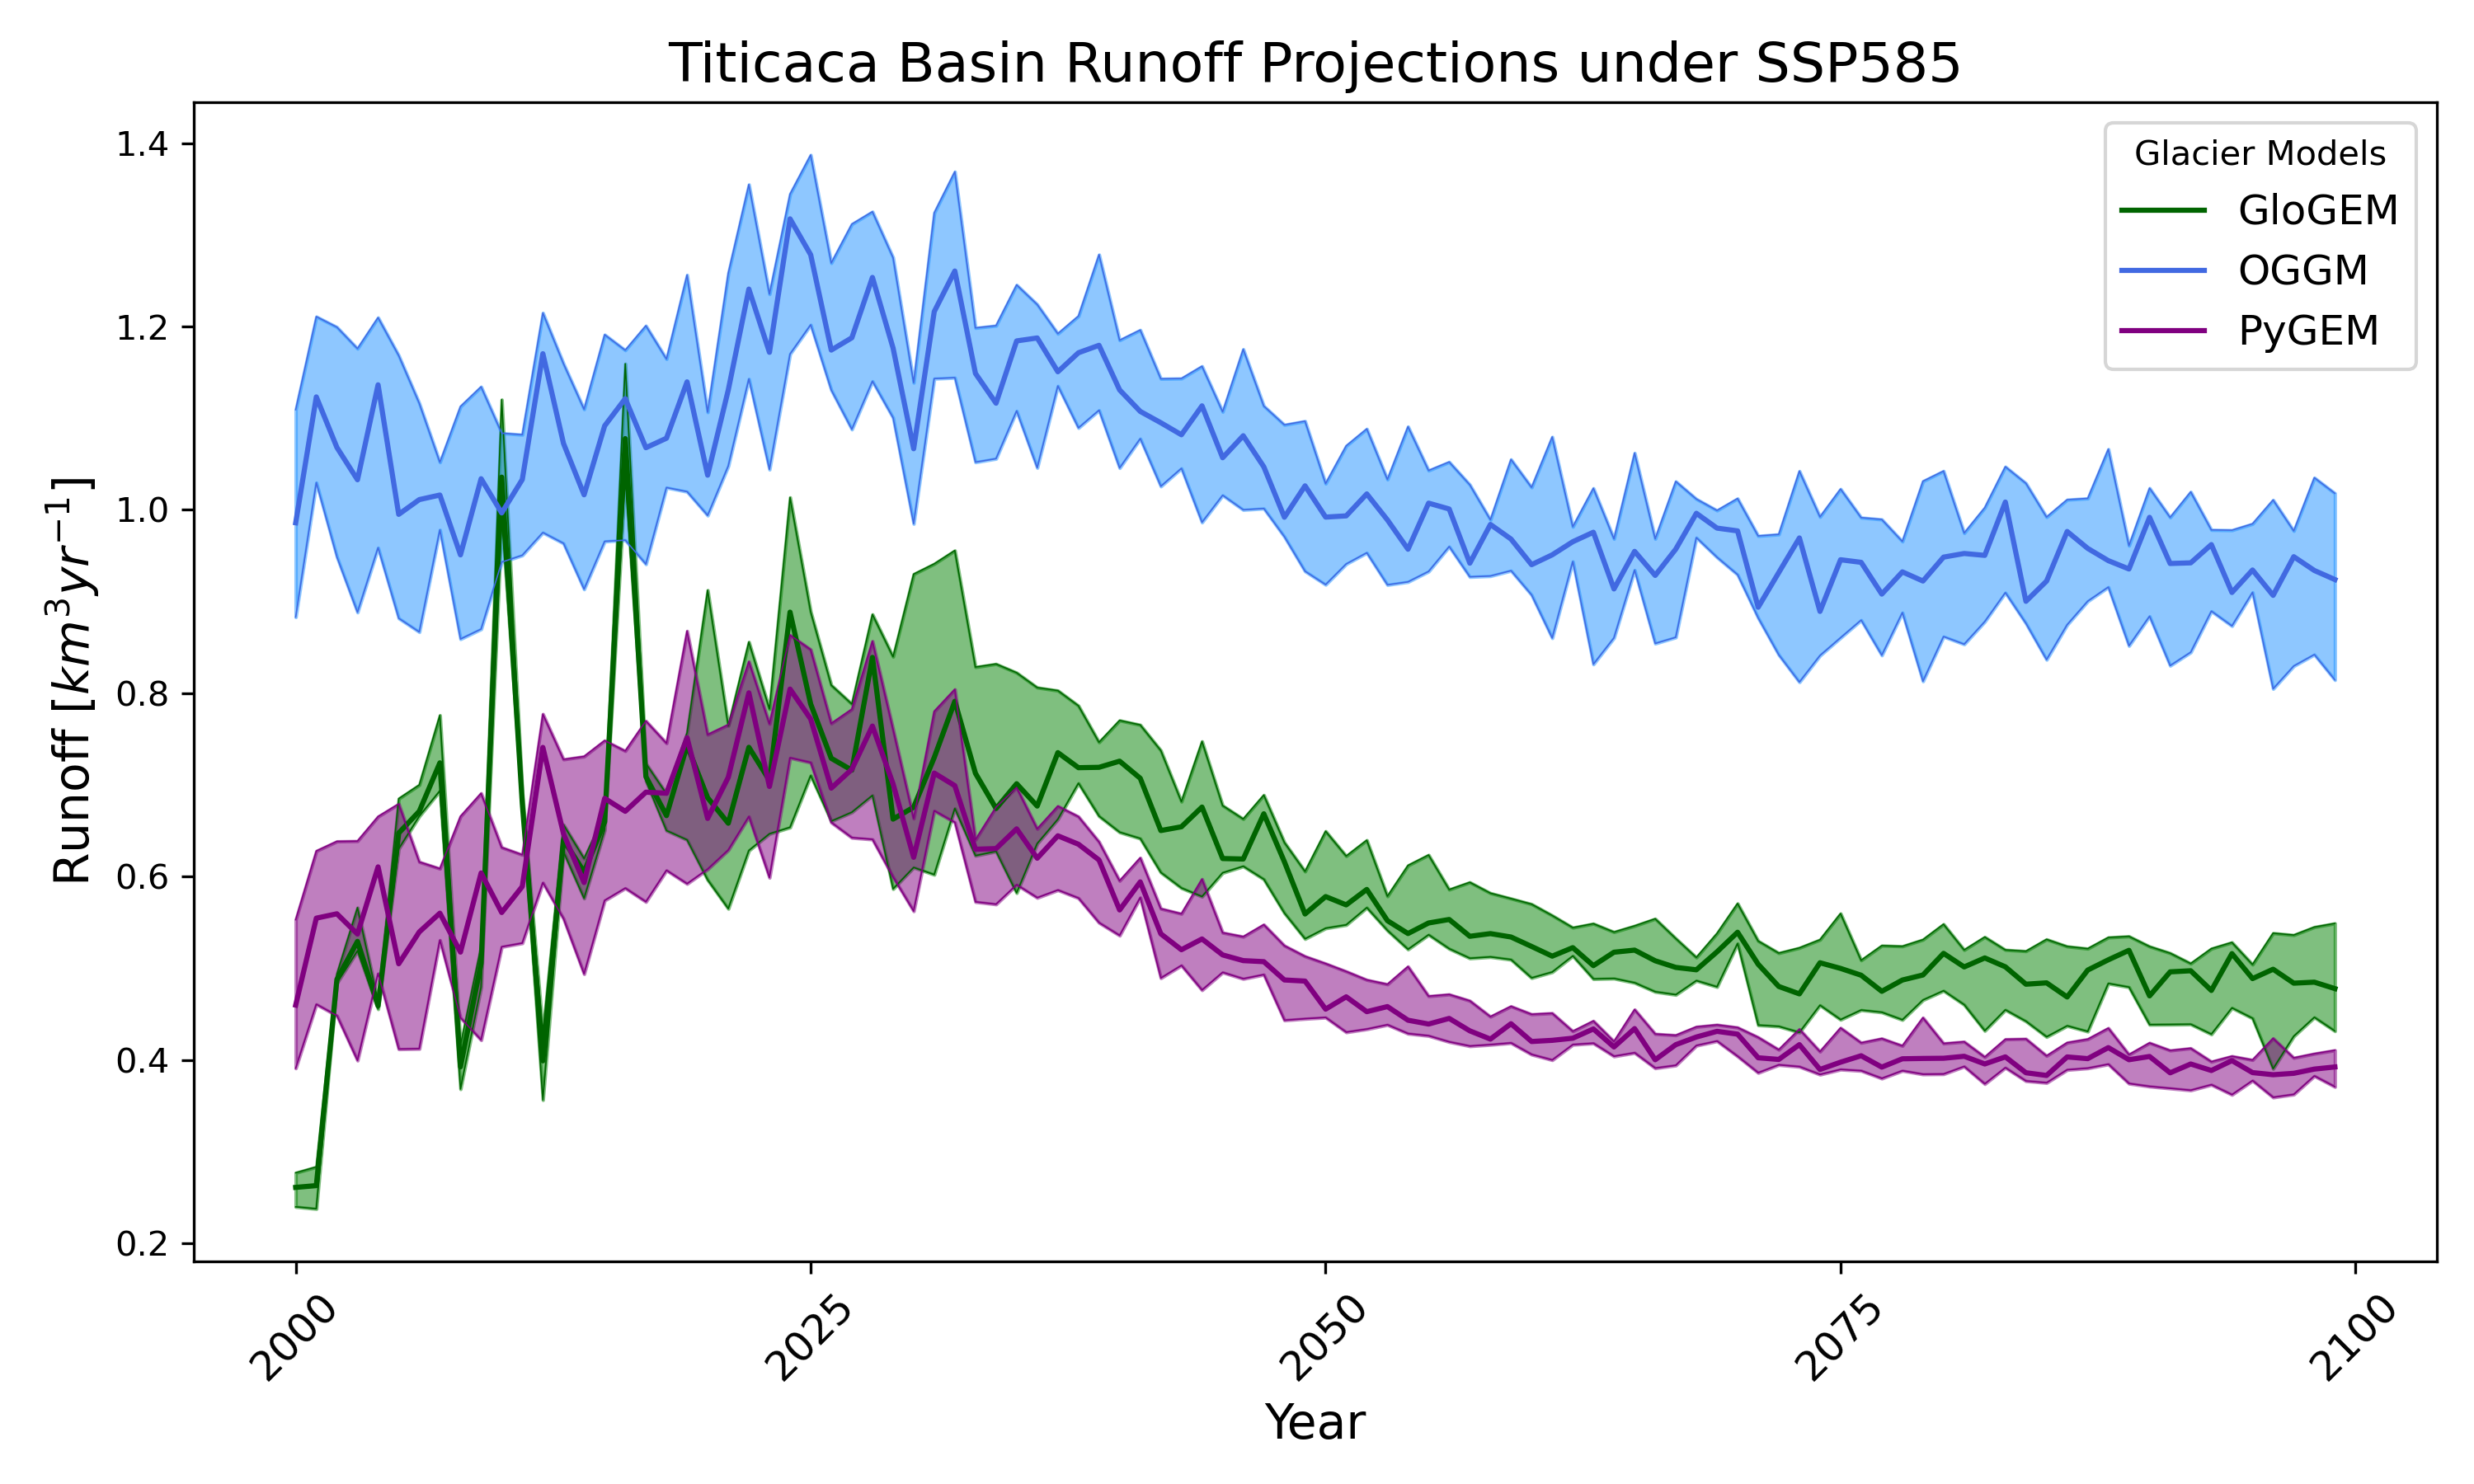 Titicaca Basin Runoff Projections under SSP585
Runoff [km³yr⁻¹]
1.4
1.2
1.0
0.8
0.6
0.4
0.2
Glacier Models
GloGEM
OGGM
PyGEM
2000
2025
2050
2075
2100
Year